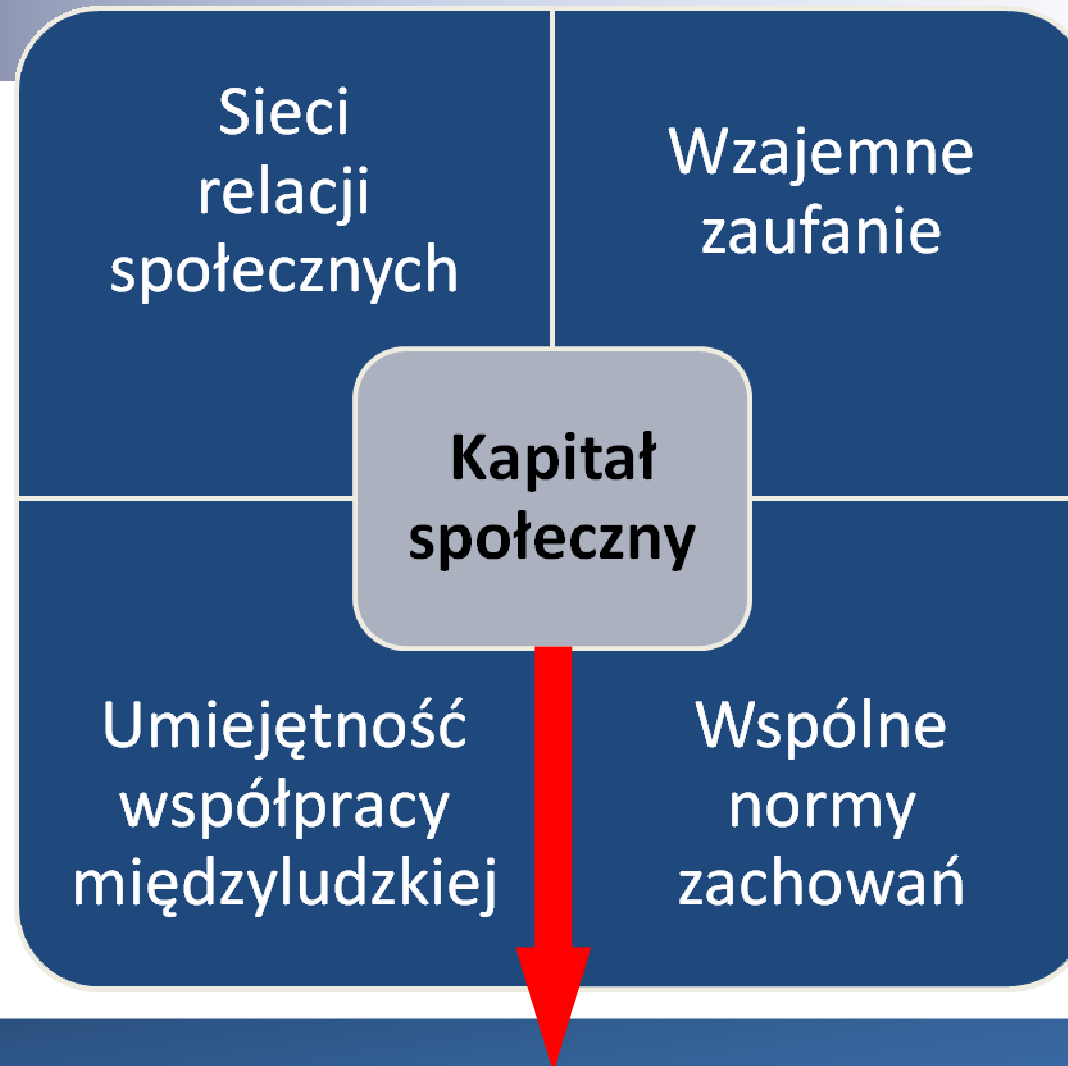 Sieci
relacji
społecznych
Wzajemne
zaufanie
Kapitał
społeczny
Umiejętność
współpracy
międzyludzkiej
Wspólne
normy
zachowań